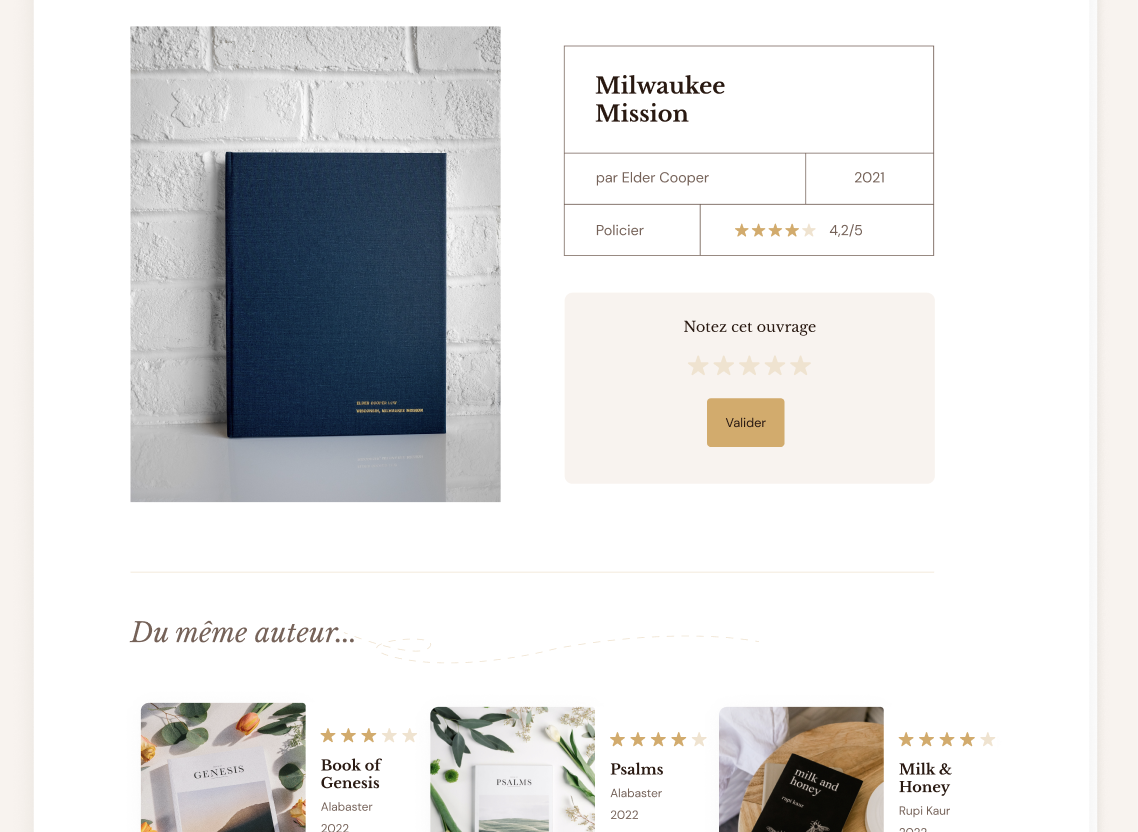 Milwaukee
Mission
par Elder Cooper
2021
Policier
4,2/5
ELDER COOPER LOW
WISCONSIN, MILWAUKEE MISSION
Notez cet ouvrage
Valider
Du même auteur...
GENESIS
Book of
Genesis
Alabaster
2022
PSALMS
Psalms
Alabaster
2022
milk and
honey
rupi kaur
Milk &
Honey
Rupi Kaur
2022